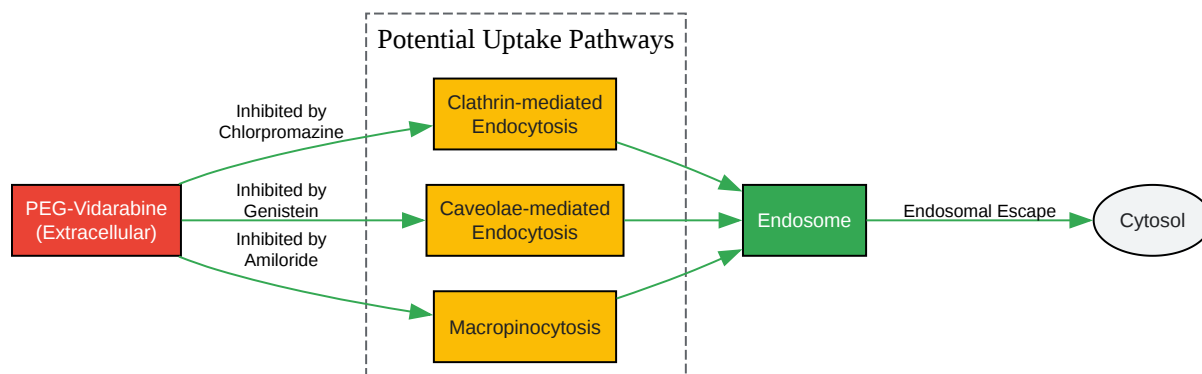 Potential Uptake Pathways
Inhibited by
Chlorpromazine
Clathrin-mediated
Endocytosis
PEG-Vidarabine
(Extracellular)
Inhibited by
Genistein
Caveolae-mediated
Endocytosis
Inhibited by
Amiloride
Macropinocytosis
Endosome
Endosomal Escape
Cytosol